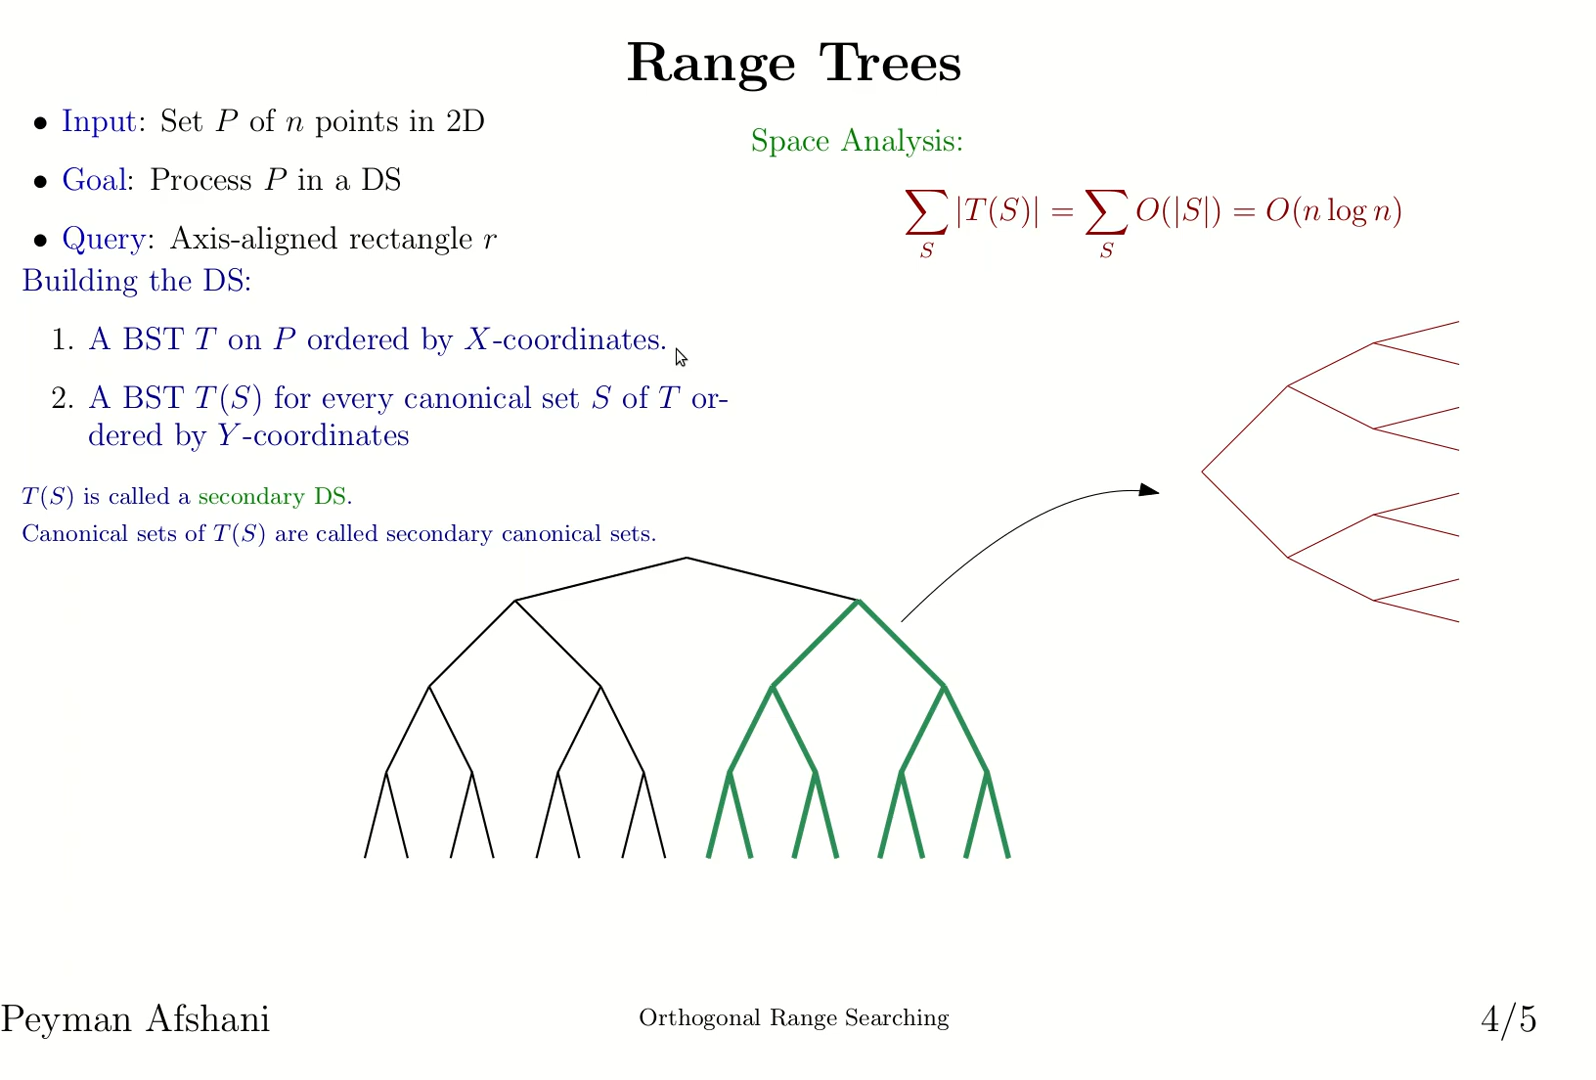 Range Trees
• Input: Set P of n points in 2D
• Goal: Process P in a DS
• Query: Axis-aligned rectangle r
Building the DS:
1. A BST T on P ordered by X-coordinates.
2. A BST T(S) for every canonical set S of T or-
dered by Y-coordinates
T(S) is called a secondary DS.
Canonical sets of T(S) are called secondary canonical sets.
Space Analysis:
∑_S |T(S)| = ∑_S O(|S|) = O(n log n)
Peyman Afshani
Orthogonal Range Searching
4/5